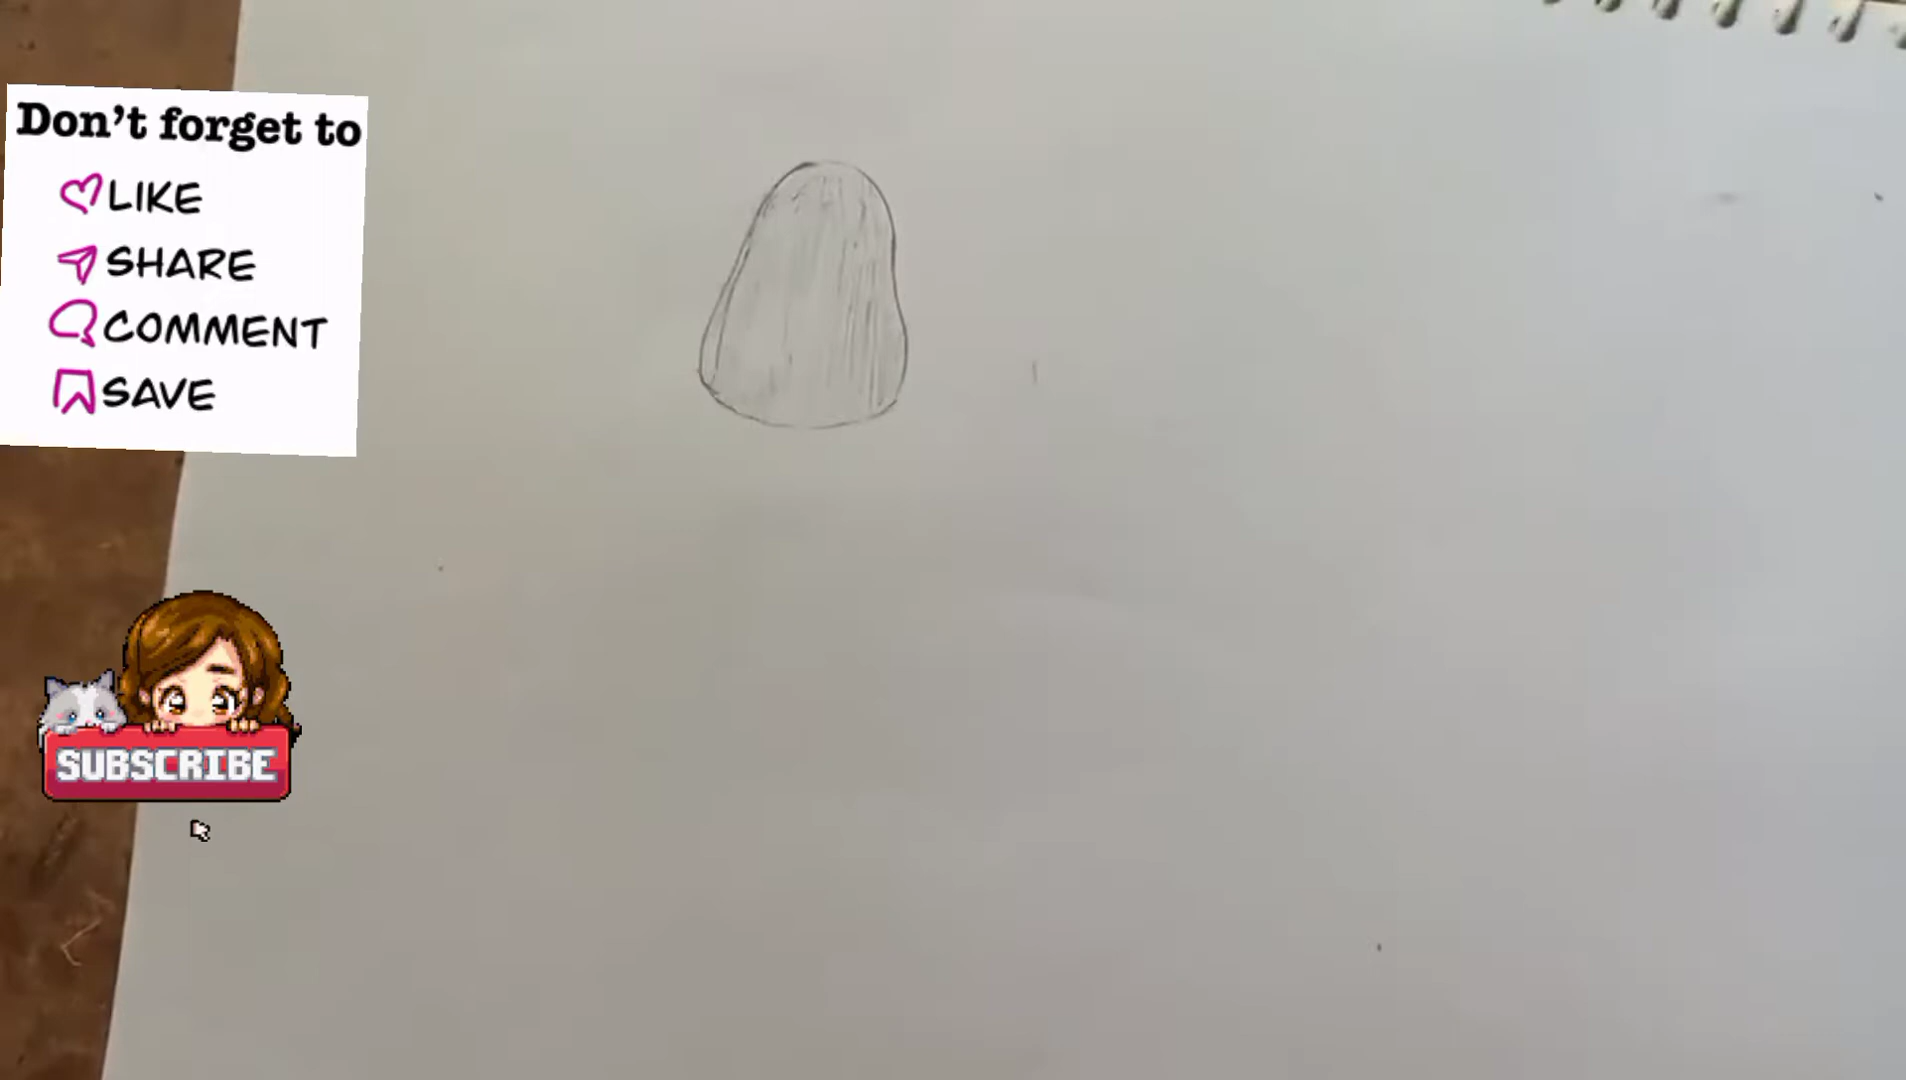 Don't forget to
LIKE
SHARE
COMMENT
SAVE
SUBSCRIBE